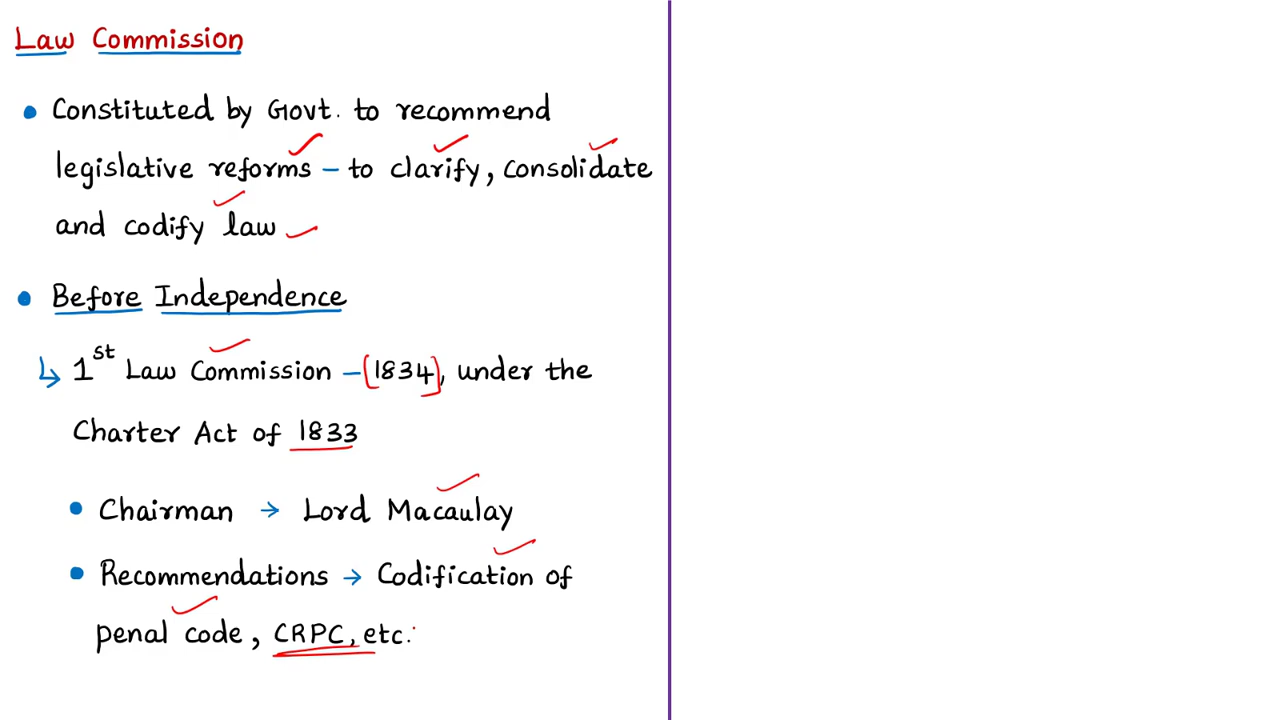 Law Commission
• Constituted by Govt. to recommend
legislative reforms – to clarify, consolidate
and codify law
• Before Independence
↳ 1st Law Commission – [1834], under the
Charter Act of 1833
• Chairman → Lord Macaulay
• Recommendations → Codification of
penal code, CRPC, etc.